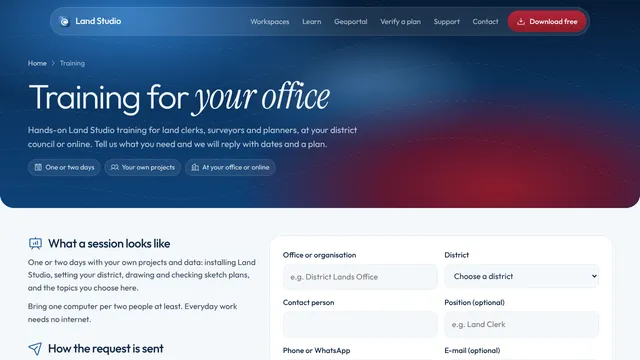 Land Studio
Workspaces Learn Geoportal Verify a plan Support Contact Download free
Home > Training
Training for your office
Hands-on Land Studio training for land clerks, surveyors and planners, at your district
council or online. Tell us what you need and we will reply with dates and a plan.
One or two days Your own projects At your office or online
What a session looks like
One or two days with your own projects and data: installing Land
Studio, setting your district, drawing and checking sketch plans,
and the topics you choose here.
Bring one computer per two people at least. Everyday work
needs no internet.
How the request is sent
Office or organisation District
e.g. District Lands Office Choose a district
Contact person Position (optional)
e.g. Land Clerk
Phone or WhatsApp E-mail (optional)